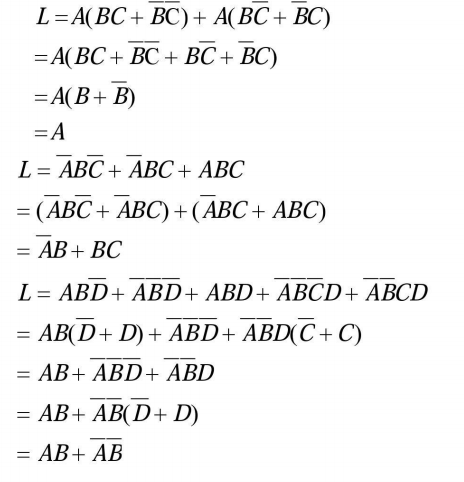 L=A(BC+B̅C̅)+A(BC̅+B̅C)
=A(BC+B̅C̅+BC̅+B̅C)
=A(B+B̅)
=A
L=A̅BC̅+A̅BC+ABC
=(A̅BC̅+A̅BC)+(A̅BC+ABC)
=A̅B+BC
L=ABD̅+A̅B̅D̅+ABD+A̅B̅C̅D+A̅B̅CD
=AB(D̅+D)+A̅B̅D̅+A̅B̅D(C̅+C)
=AB+A̅B̅D̅+A̅B̅D
=AB+A̅B̅(D̅+D)
=AB+A̅B̅